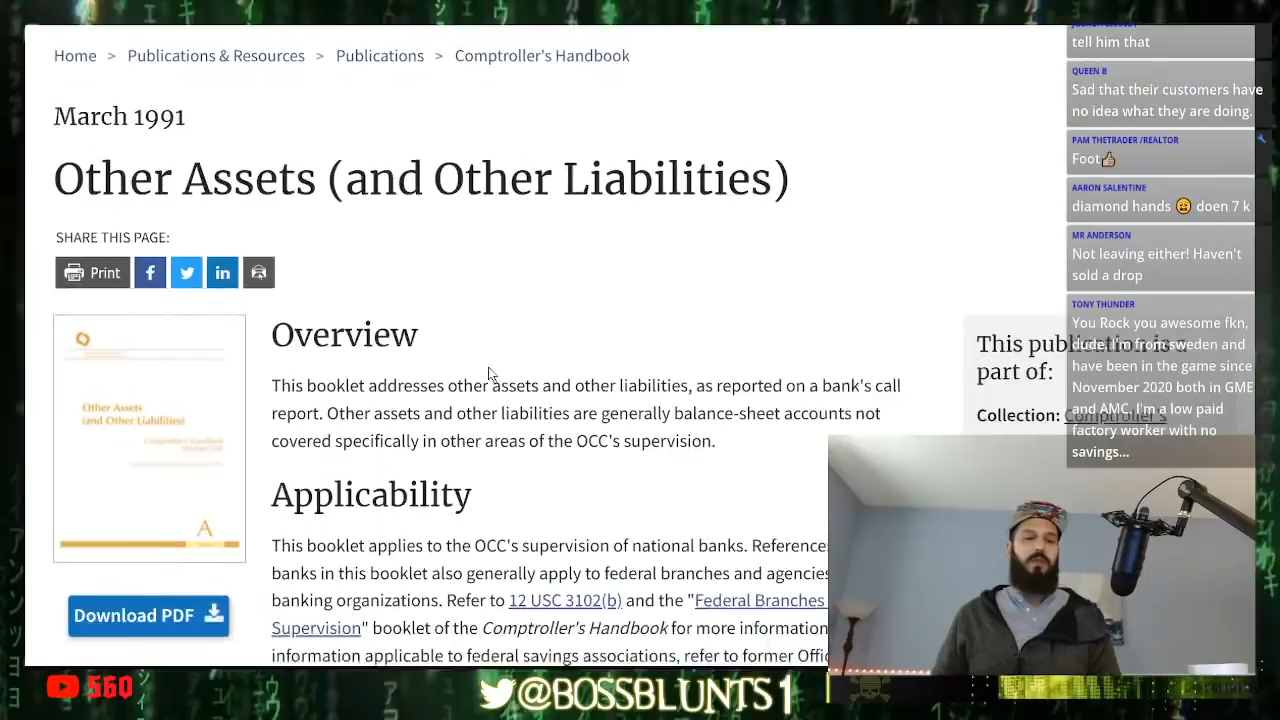 Home > Publications & Resources > Publications > Comptroller's Handbook
March 1991
Other Assets (and Other Liabilities)
SHARE THIS PAGE:
Print
Other Assets
(and Other Liabilities)
A
Download PDF
Overview
This booklet addresses other assets and other liabilities, as reported on a bank's call
report. Other assets and other liabilities are generally balance-sheet accounts not
covered specifically in other areas of the OCC's supervision.
Applicability
This booklet applies to the OCC's supervision of national banks. References
banks in this booklet also generally apply to federal branches and agencies
banking organizations. Refer to 12 USC 3102(b) and the "Federal Branches
Supervision" booklet of the Comptroller's Handbook for more information
information applicable to federal savings associations, refer to former Offi
This publication is a
part of:
Collection: Comptroller's
tell him that
QUEEN B
Sad that their customers have
no idea what they are doing.
PAM THETRADER /REALTOR
Foot👍
AARON SALENTINE
diamond hands 😩 doen 7 k
MR ANDERSON
Not leaving either! Haven't
sold a drop
TONY THUNDER
You Rock you awesome fkn,
dude. I'm from sweden and
have been in the game since
November 2020 both in GME
and AMC. I'm a low paid
factory worker with no
savings...
560
@BOSSBLUNTS1